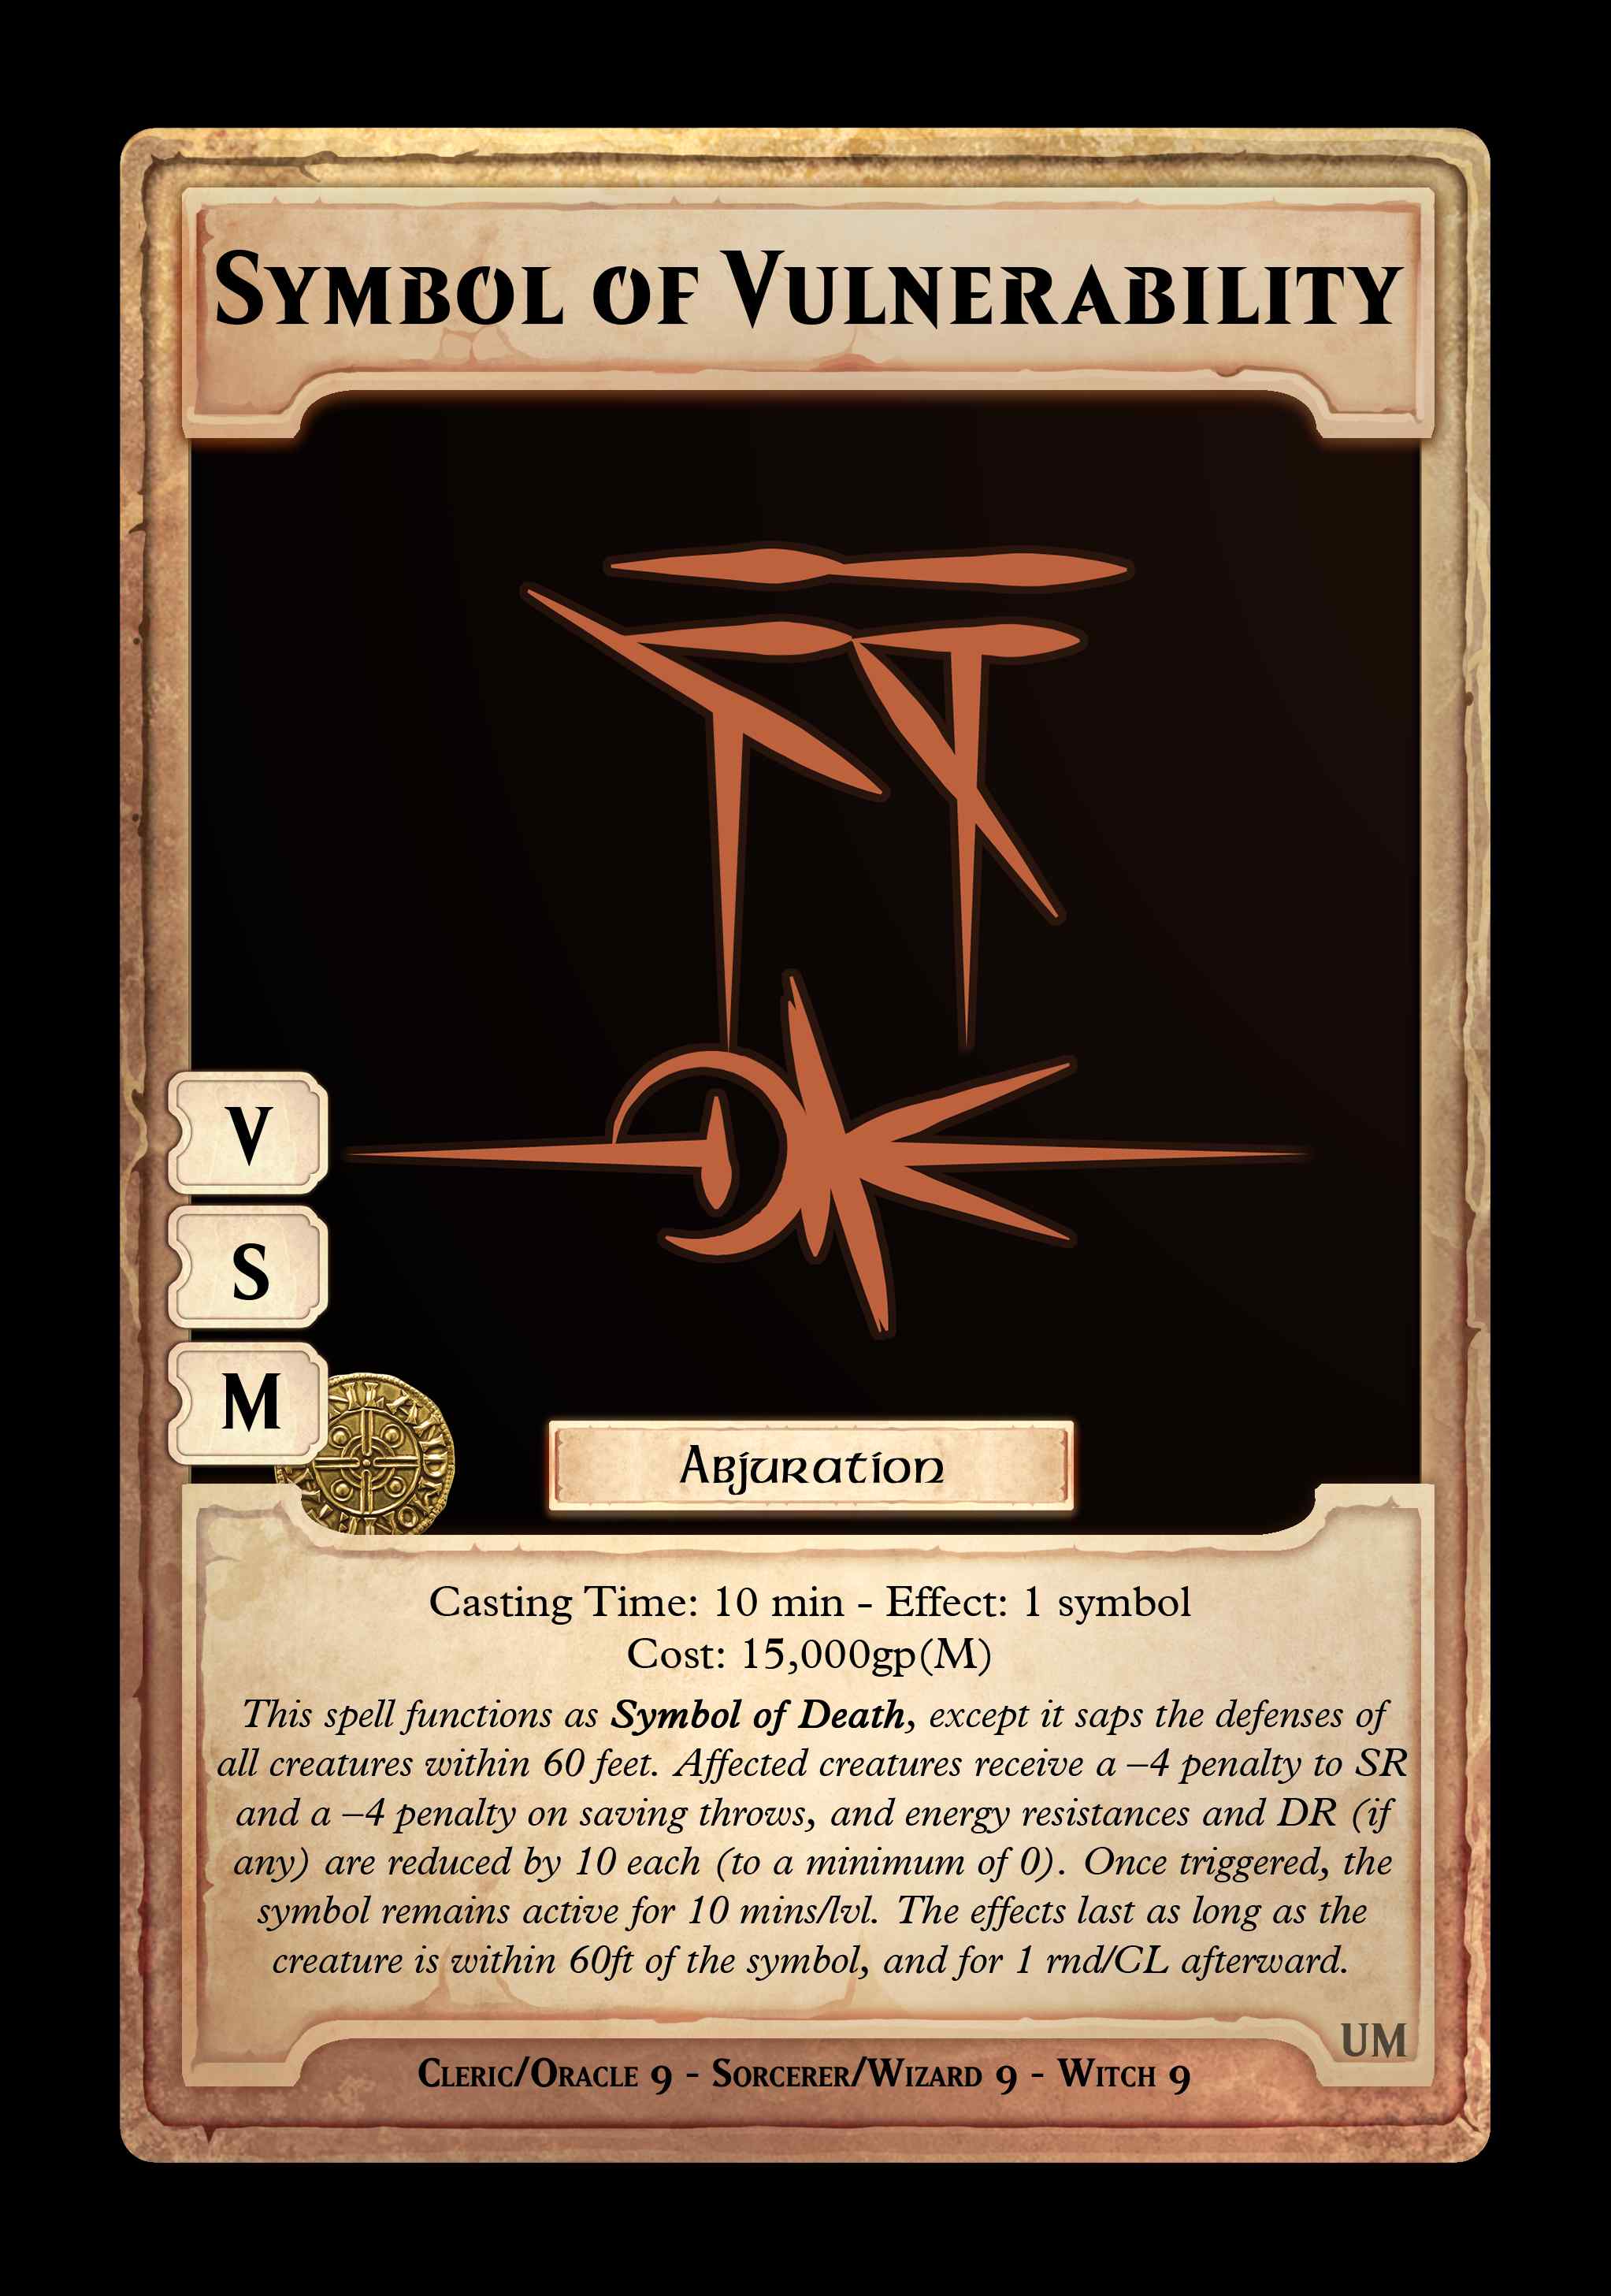 Symbol of Vulnerability
V
S
M
Abjuration
Casting Time: 10 min - Effect: 1 symbol
Cost: 15,000gp(M)
This spell functions as Symbol of Death, except it saps the defenses of
all creatures within 60 feet. Affected creatures receive a –4 penalty to SR
and a –4 penalty on saving throws, and energy resistances and DR (if
any) are reduced by 10 each (to a minimum of 0). Once triggered, the
symbol remains active for 10 mins/lvl. The effects last as long as the
creature is within 60ft of the symbol, and for 1 rnd/CL afterward.
UM
Cleric/Oracle 9 - Sorcerer/Wizard 9 - Witch 9